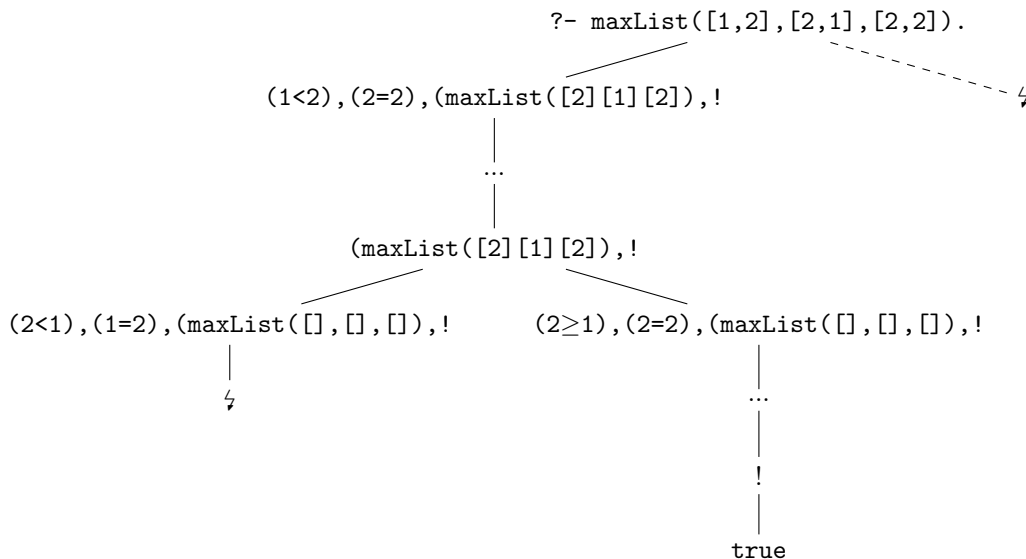 ?- maxList([1,2],[2,1],[2,2]).
(1<2),(2=2),(maxList([2][1][2]),!
↯
...
(maxList([2][1][2]),!
(2<1),(1=2),(maxList([],[],[]),!
(2≥1),(2=2),(maxList([],[],[]),!
↯
...
!
true